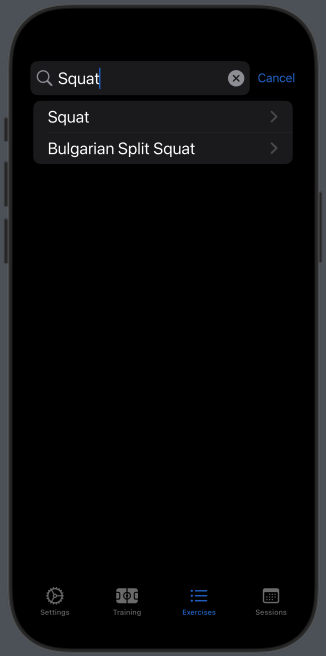 Squat
Cancel
Squat
Bulgarian Split Squat
Settings
Training
Exercises
Sessions